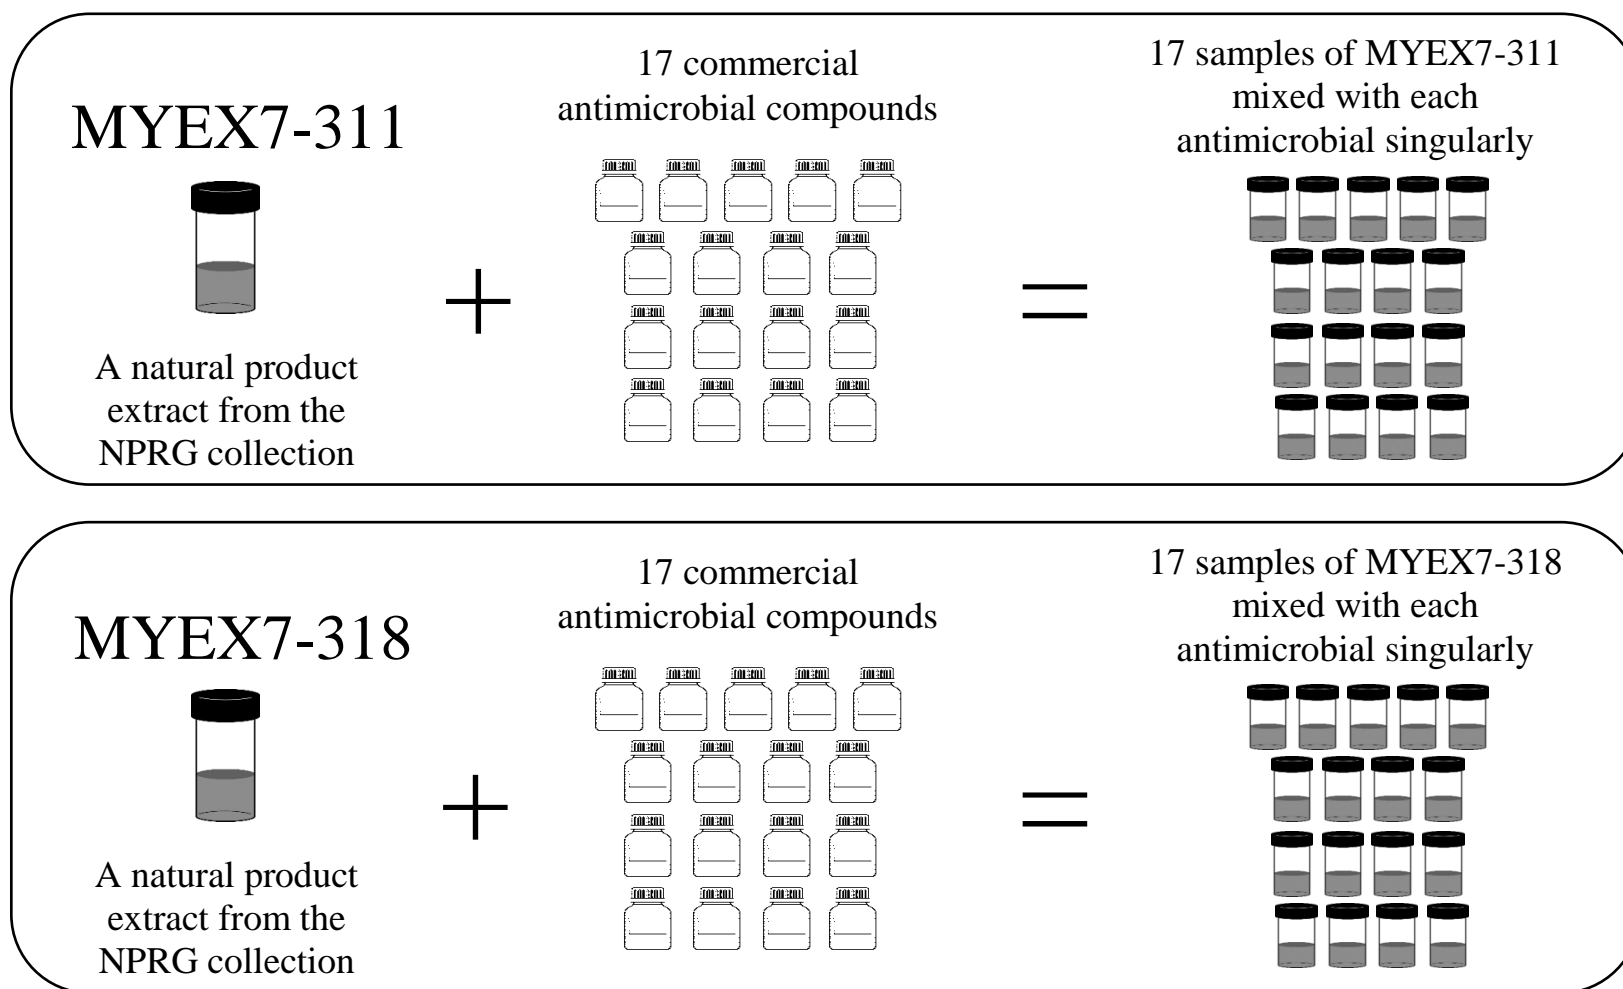 MYEX7-311
A natural product
extract from the
NPRG collection
17 commercial
antimicrobial compounds
17 samples of MYEX7-311
mixed with each
antimicrobial singularly
MYEX7-318
A natural product
extract from the
NPRG collection
17 commercial
antimicrobial compounds
17 samples of MYEX7-318
mixed with each
antimicrobial singularly